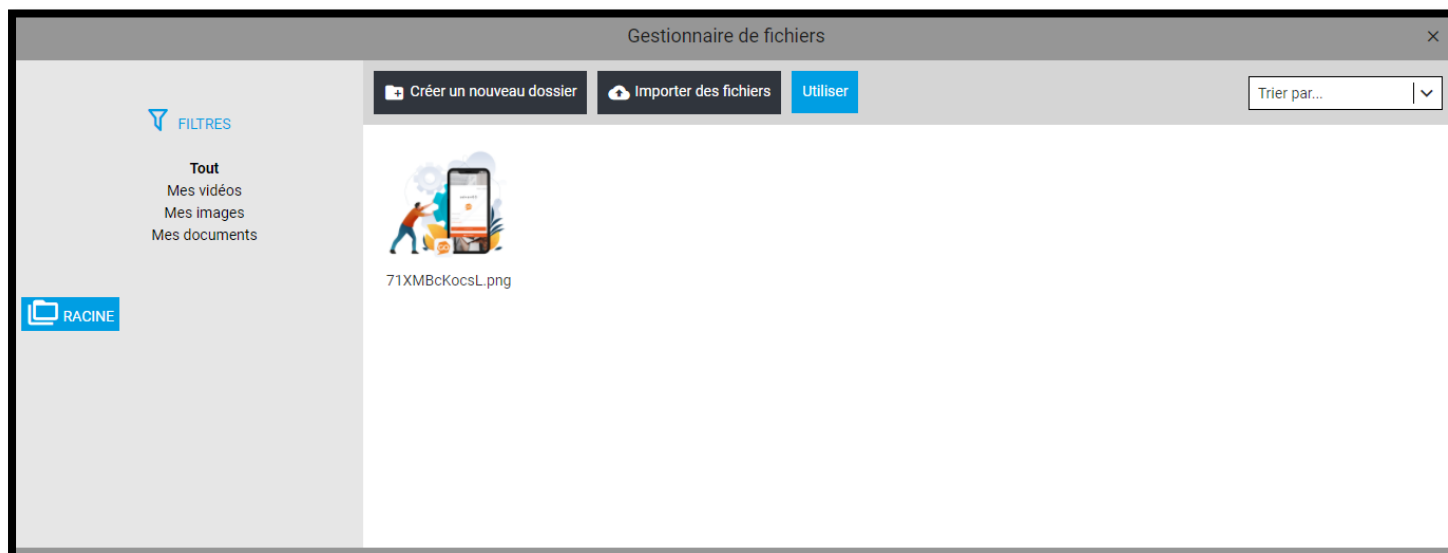 Gestionnaire de fichiers
Créer un nouveau dossier
Importer des fichiers
Utiliser
Trier par...
FILTRES
Tout
Mes vidéos
Mes images
Mes documents
RACINE
71XMBcKocsL.png